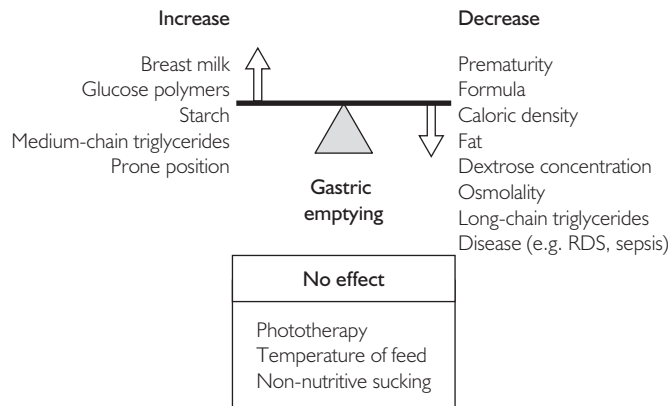 Increase
Breast milk
Glucose polymers
Starch
Medium-chain triglycerides
Prone position
Decrease
Prematurity
Formula
Caloric density
Fat
Dextrose concentration
Osmolality
Long-chain triglycerides
Disease (e.g. RDS, sepsis)
Gastric
emptying
No effect
Phototherapy
Temperature of feed
Non-nutritive sucking